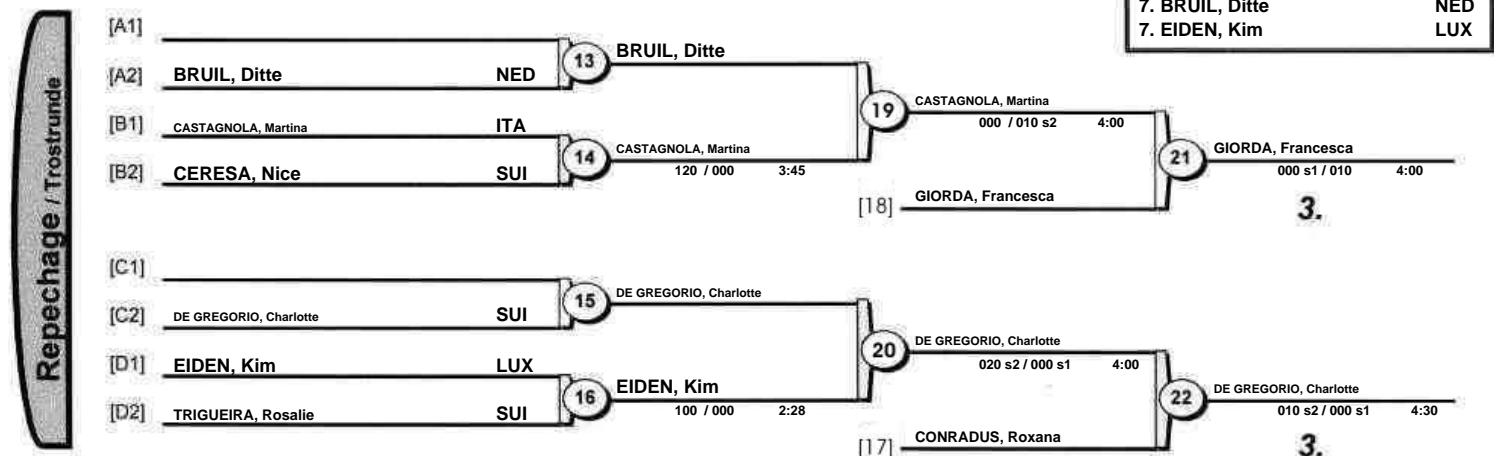 7. BRUIL, Ditte NED
7. EIDEN, Kim LUX
Repechage / Trostrunde
[A1]
[A2] BRUIL, Ditte NED
13 BRUIL, Ditte
[B1] CASTAGNOLA, Martina ITA
[B2] CERESA, Nice SUI
14 CASTAGNOLA, Martina
120 / 000 3:45
19 CASTAGNOLA, Martina
000 / 010 s2 4:00
[18] GIORDA, Francesca
21 GIORDA, Francesca
000 s1 / 010 4:00
3.
[C1]
[C2] DE GREGORIO, Charlotte SUI
15 DE GREGORIO, Charlotte
[D1] EIDEN, Kim LUX
[D2] TRIGUEIRA, Rosalie SUI
16 EIDEN, Kim
100 / 000 2:28
20 DE GREGORIO, Charlotte
020 s2 / 000 s1 4:00
[17] CONRADUS, Roxana
22 DE GREGORIO, Charlotte
010 s2 / 000 s1 4:30
3.